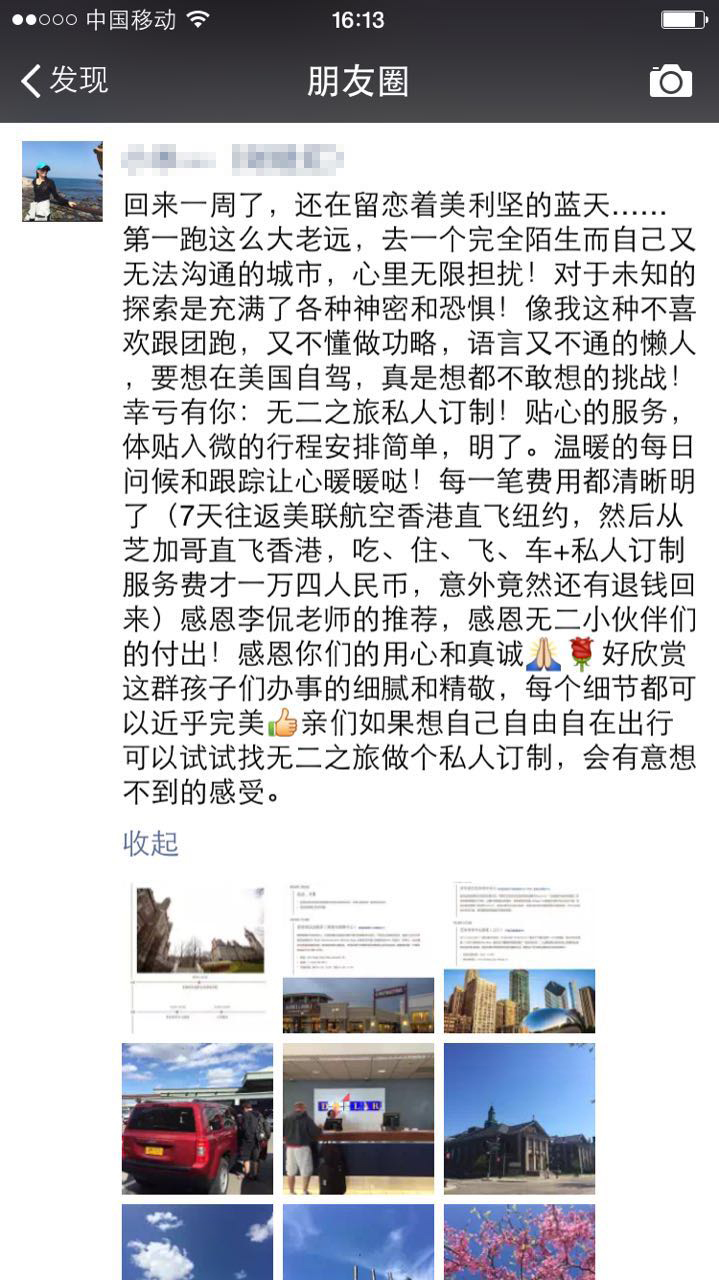 中国移动
16:13
发现
朋友圈
回来一周了，还在留恋着美利坚的蓝天……
第一跑这么大老远，去一个完全陌生而自己又
无法沟通的城市，心里无限担扰！对于未知的
探索是充满了各种神密和恐惧！像我这种不喜
欢跟团跑，又不懂做功略，语言又不通的懒人
，要想在美国自驾，真是想都不敢想的挑战！
幸亏有你：无二之旅私人订制！贴心的服务，
体贴入微的行程安排简单，明了。温暖的每日
问候和跟踪让心暖暖哒！每一笔费用都清晰明
了（7天往返美联航空香港直飞纽约，然后从
芝加哥直飞香港，吃、住、飞、车+私人订制
服务费才一万四人民币，意外竟然还有退钱回
来）感恩李侃老师的推荐，感恩无二小伙伴们
的付出！感恩你们的用心和真诚🙏🌹好欣赏
这群孩子们办事的细腻和精敬，每个细节都可
以近乎完美👍亲们如果想自己自由自在出行
可以试试找无二之旅做个私人订制，会有意想
不到的感受。
收起